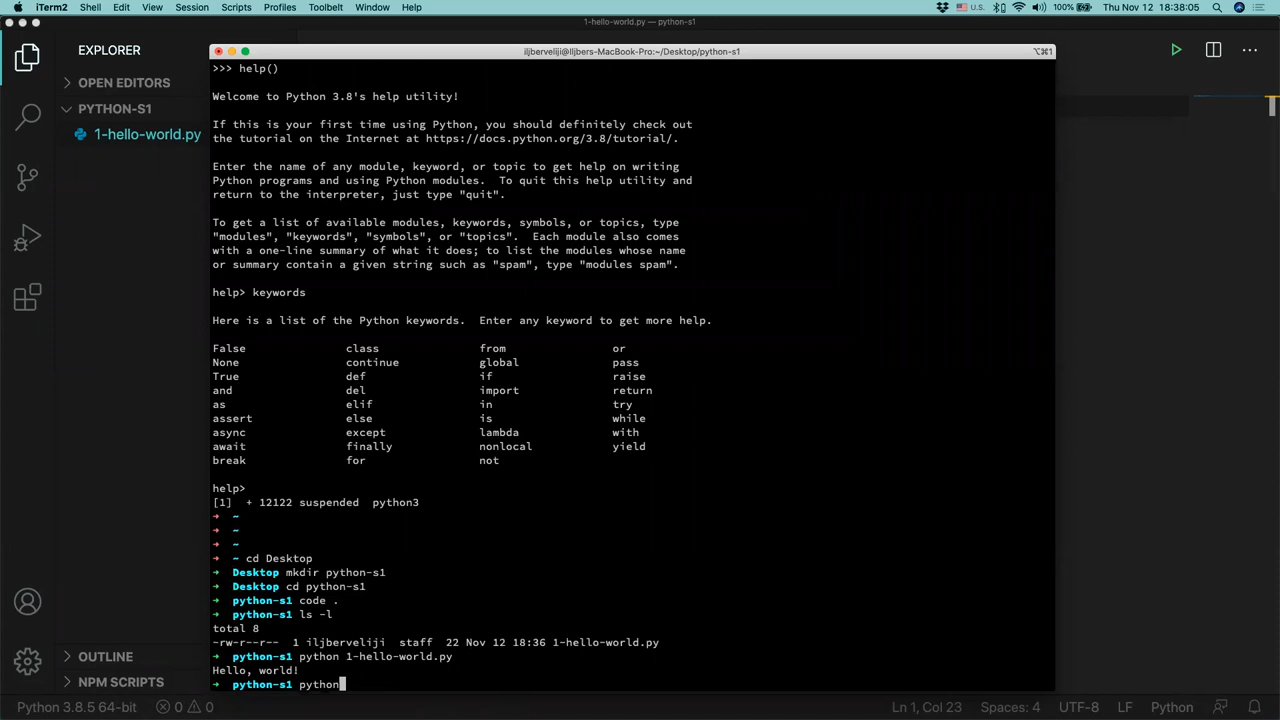 iTerm2 Shell Edit View Session Scripts Profiles Toolbelt Window Help U.S. 100% Thu Nov 12 18:38:05
1-hello-world.py — python-s1
EXPLORER
OPEN EDITORS
PYTHON-S1
1-hello-world.py
OUTLINE
NPM SCRIPTS
iljberveliji@Iljbers-MacBook-Pro:~/Desktop/python-s1 ⌥⌘1
>>> help()
Welcome to Python 3.8's help utility!
If this is your first time using Python, you should definitely check out
the tutorial on the Internet at https://docs.python.org/3.8/tutorial/.
Enter the name of any module, keyword, or topic to get help on writing
Python programs and using Python modules.  To quit this help utility and
return to the interpreter, just type "quit".
To get a list of available modules, keywords, symbols, or topics, type
"modules", "keywords", "symbols", or "topics".  Each module also comes
with a one-line summary of what it does; to list the modules whose name
or summary contain a given string such as "spam", type "modules spam".
help> keywords
Here is a list of the Python keywords.  Enter any keyword to get more help.
False class from or
None continue global pass
True def if raise
and del import return
as elif in try
assert else is while
async except lambda with
await finally nonlocal yield
break for not
help>
[1]  + 12122 suspended  python3
➜  ~
➜  ~
➜  ~
➜  ~ cd Desktop
➜  Desktop mkdir python-s1
➜  Desktop cd python-s1
➜  python-s1 code .
➜  python-s1 ls -l
total 8
-rw-r--r--  1 iljberveliji  staff  22 Nov 12 18:36 1-hello-world.py
➜  python-s1 python 1-hello-world.py
Hello, world!
➜  python-s1 python
Python 3.8.5 64-bit 0 0 Ln 1, Col 23 Spaces: 4 UTF-8 LF Python